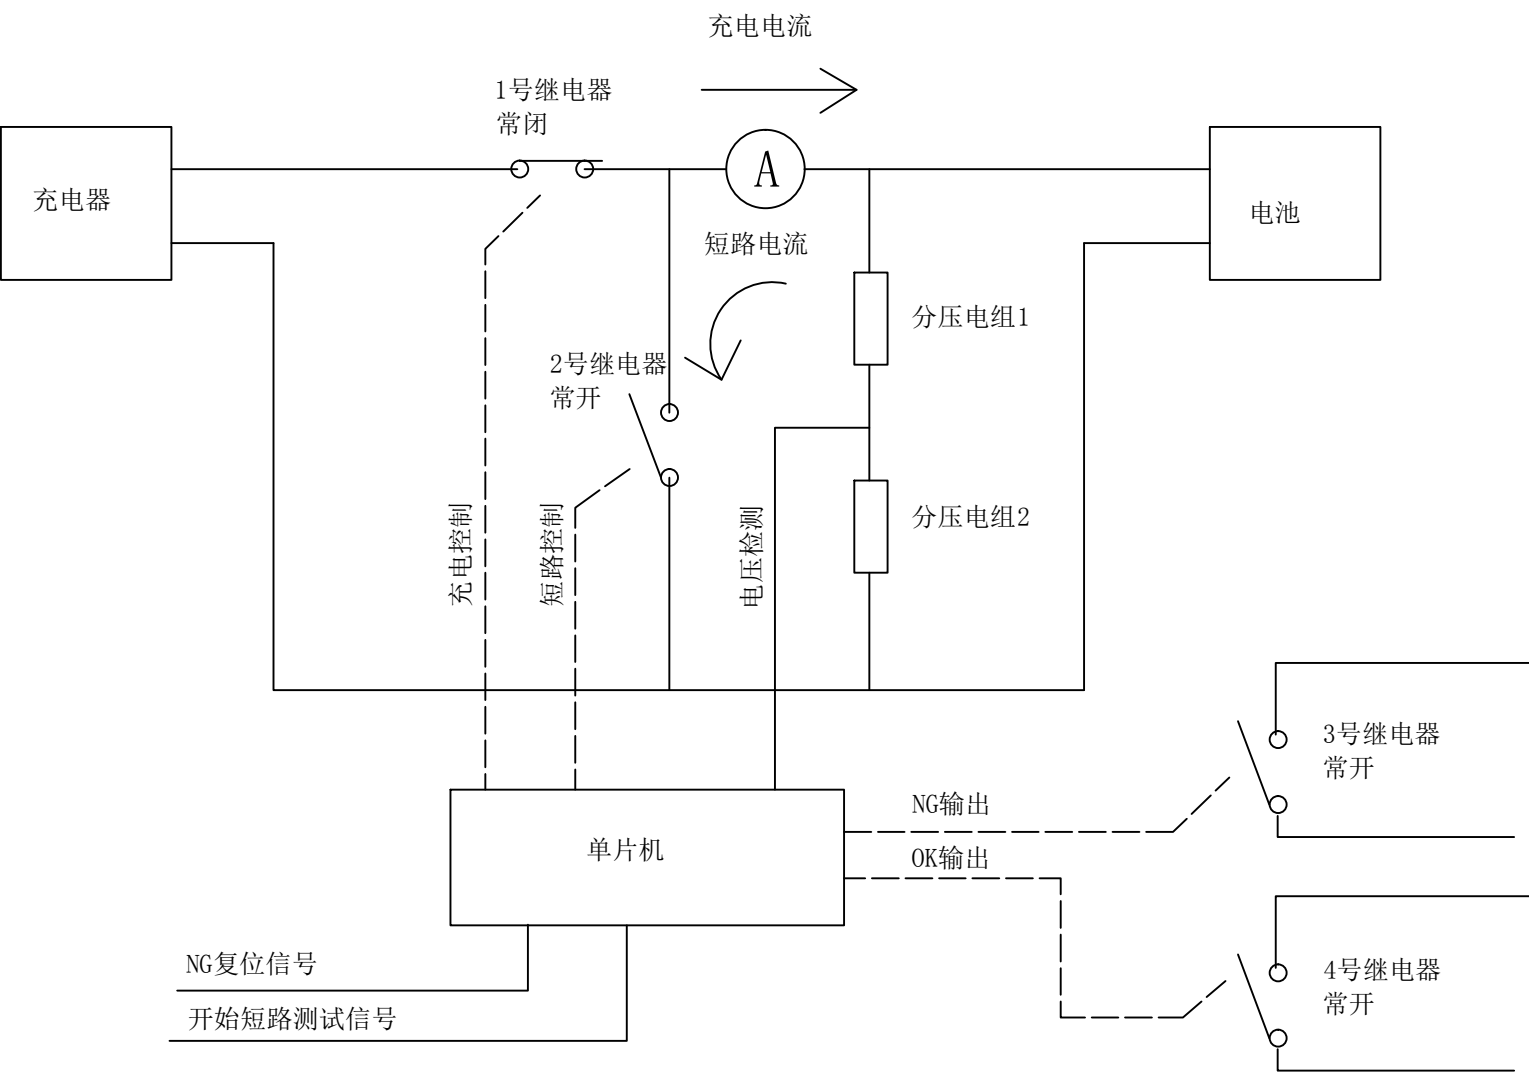 充电电流
1号继电器
常闭
充电器
A
电池
短路电流
分压电组1
2号继电器
常开
分压电组2
充电控制
短路控制
电压检测
3号继电器
常开
NG输出
OK输出
单片机
NG复位信号
开始短路测试信号
4号继电器
常开